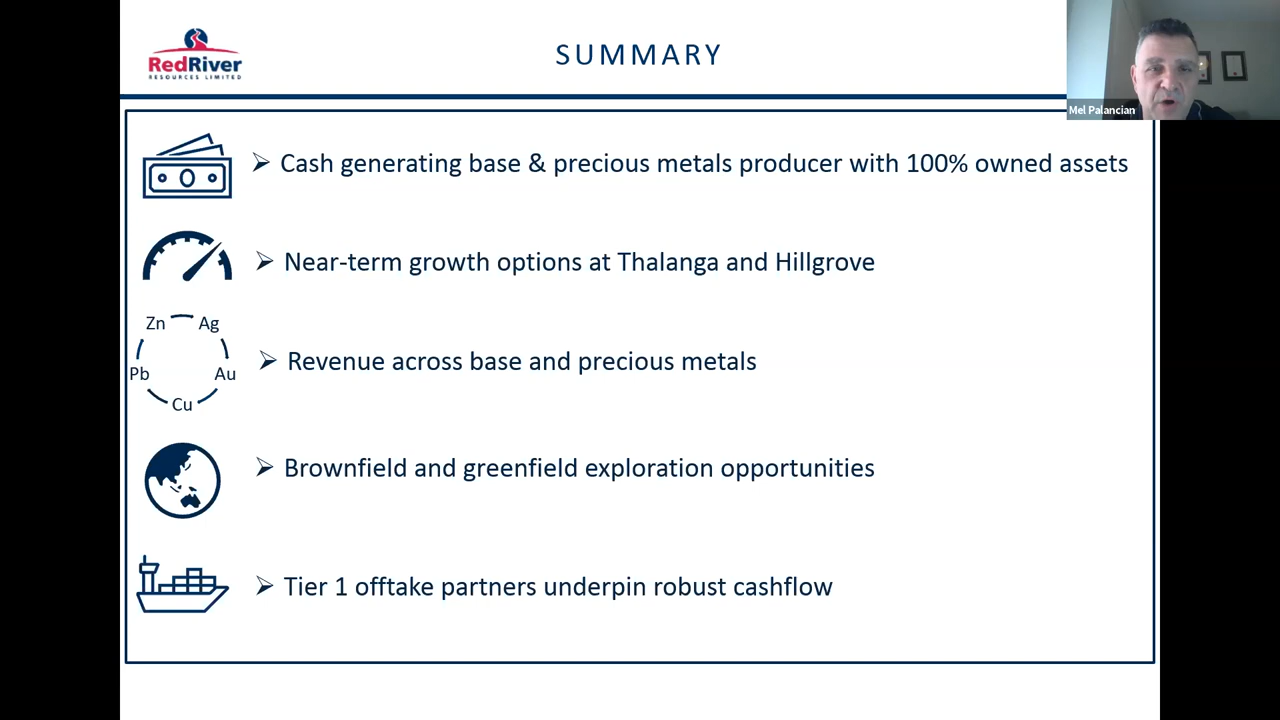 RedRiver
RESOURCES LIMITED
SUMMARY
Mel Palancian
➢ Cash generating base & precious metals producer with 100% owned assets
➢ Near-term growth options at Thalanga and Hillgrove
Zn Ag
Pb Au
Cu
➢ Revenue across base and precious metals
➢ Brownfield and greenfield exploration opportunities
➢ Tier 1 offtake partners underpin robust cashflow